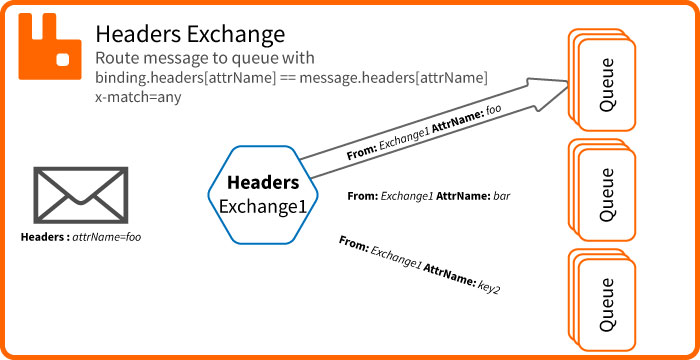 Headers Exchange
Route message to queue with
binding.headers[attrName] == message.headers[attrName]
x-match=any
Queue
From: Exchange1 AttrName: foo
Headers
Exchange1
Headers : attrName=foo
From: Exchange1 AttrName: bar
Queue
From: Exchange1 AttrName: key2
Queue